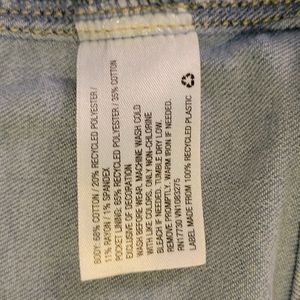 BODY: 68% COTTON / 20% RECYCLED POLYESTER /
11% RAYON / 1% SPANDEX
POCKET LINING: 65% RECYCLED POLYESTER / 35% COTTON
EXCLUSIVE OF DECORATION
WASH BEFORE WEAR. MACHINE WASH COLD
WITH LIKE COLORS. ONLY NON-CHLORINE
BLEACH IF NEEDED. TUMBLE DRY LOW.
REMOVE PROMPTLY. WARM IRON IF NEEDED.
RN17730 VN1063275
LABEL MADE FROM 100% RECYCLED PLASTIC